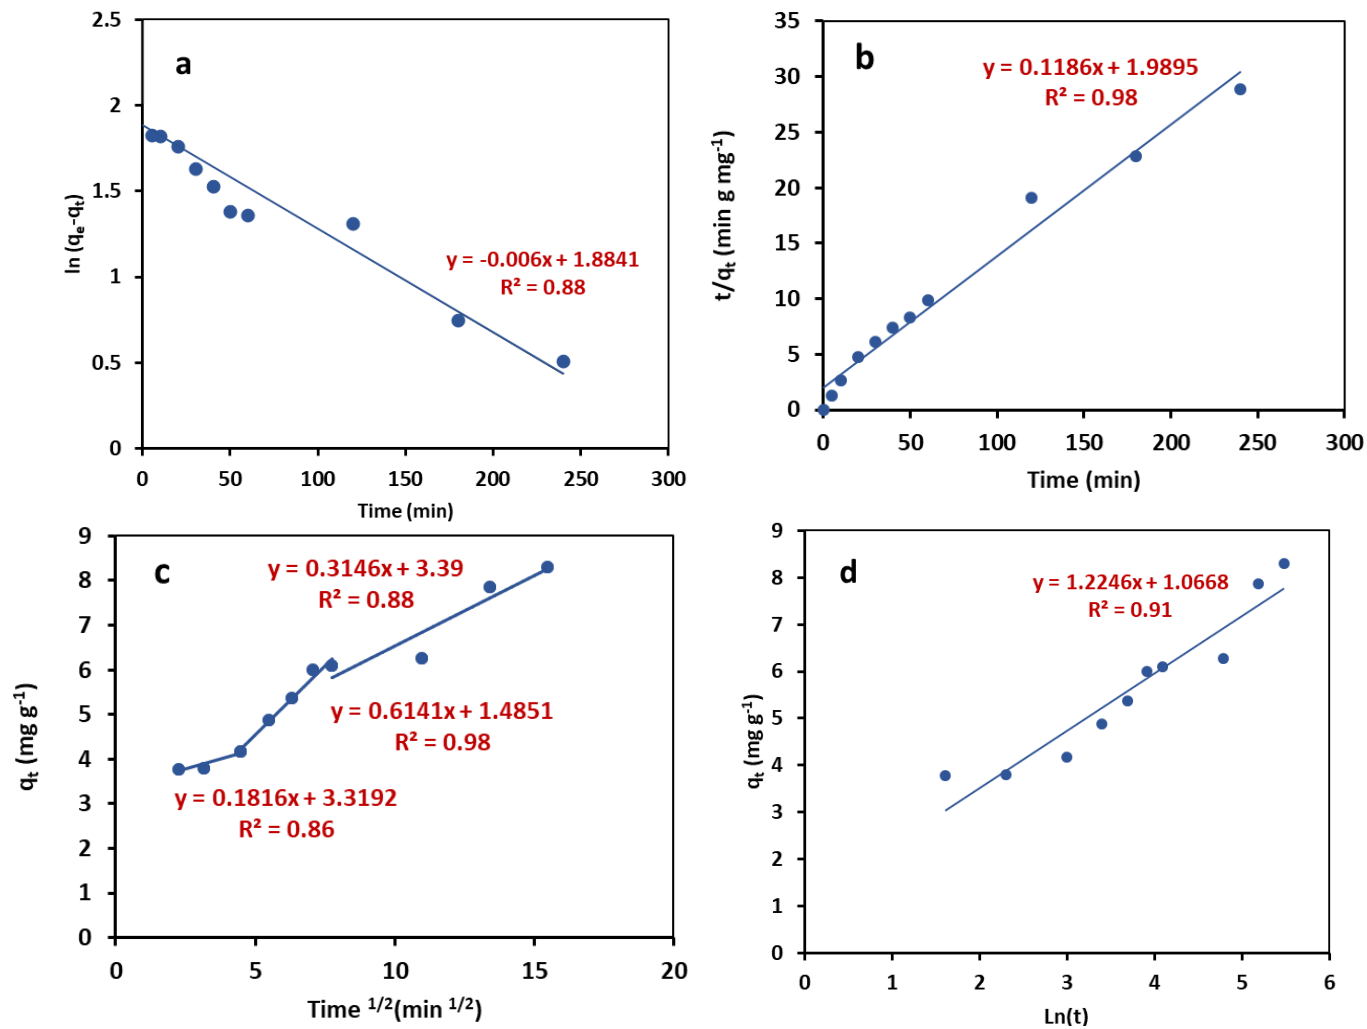 a
2.5
2
1.5
1
0.5
0
0 50 100 150 200 250 300
ln (qₑ-qₜ)
Time (min)
y = -0.006x + 1.8841
R² = 0.88
b
35
30
25
20
15
10
5
0
0 50 100 150 200 250 300
t/qₜ (min g mg⁻¹)
Time (min)
y = 0.1186x + 1.9895
R² = 0.98
c
9
8
7
6
5
4
3
2
1
0
0 5 10 15 20
qₜ (mg g⁻¹)
Time ¹/²(min ¹/²)
y = 0.3146x + 3.39
R² = 0.88
y = 0.6141x + 1.4851
R² = 0.98
y = 0.1816x + 3.3192
R² = 0.86
d
9
8
7
6
5
4
3
2
1
0
0 1 2 3 4 5 6
qₜ (mg g⁻¹)
Ln(t)
y = 1.2246x + 1.0668
R² = 0.91